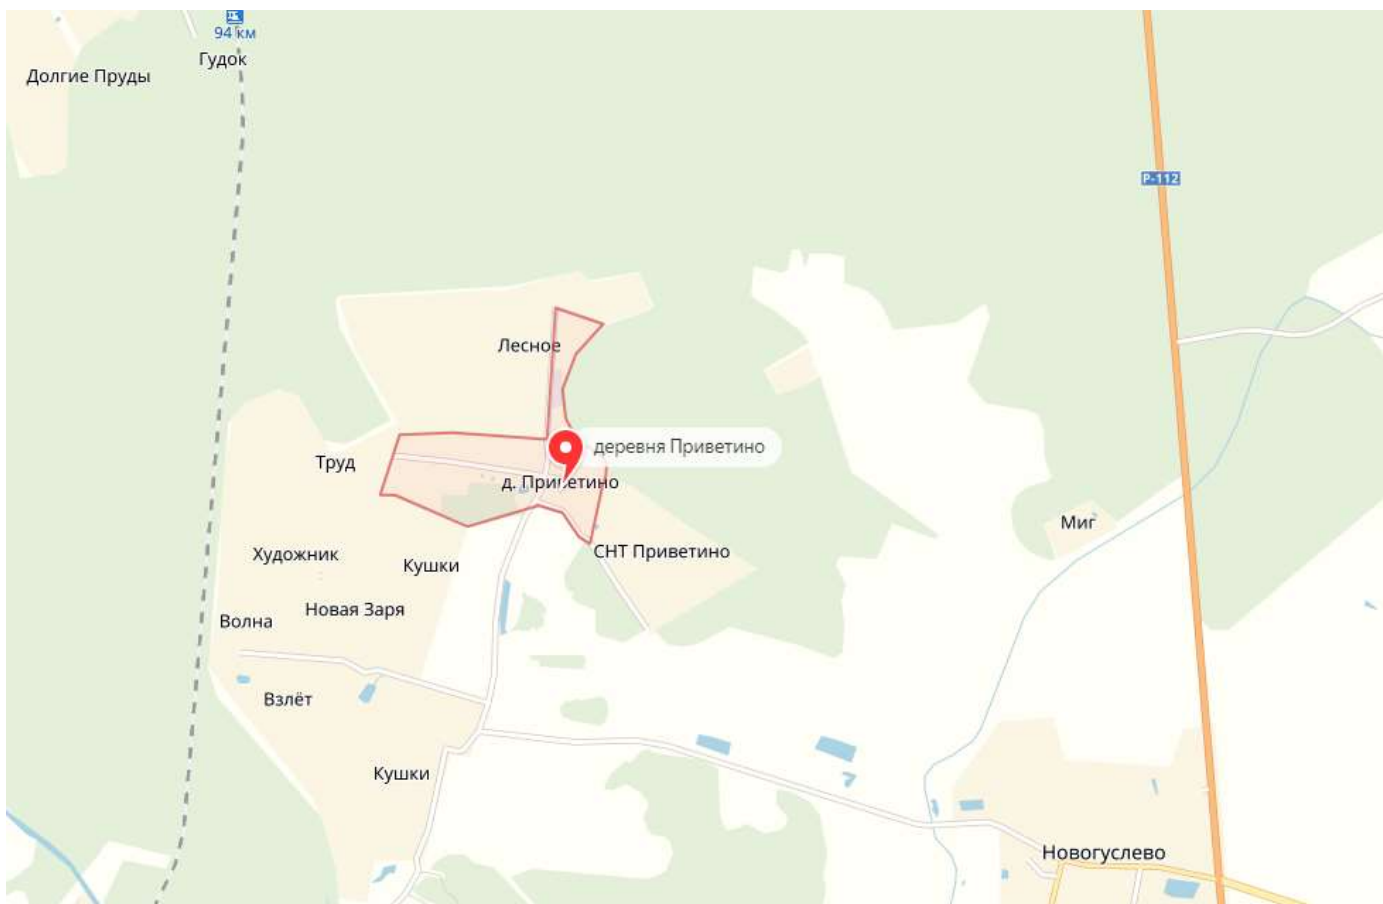 94 км
Гудок
Долгие Пруды
Р-112
Лесное
деревня Приветино
Труд
д. Приветино
Миг
СНТ Приветино
Художник
Кушки
Новая Заря
Волна
Взлёт
Кушки
Новогуслево